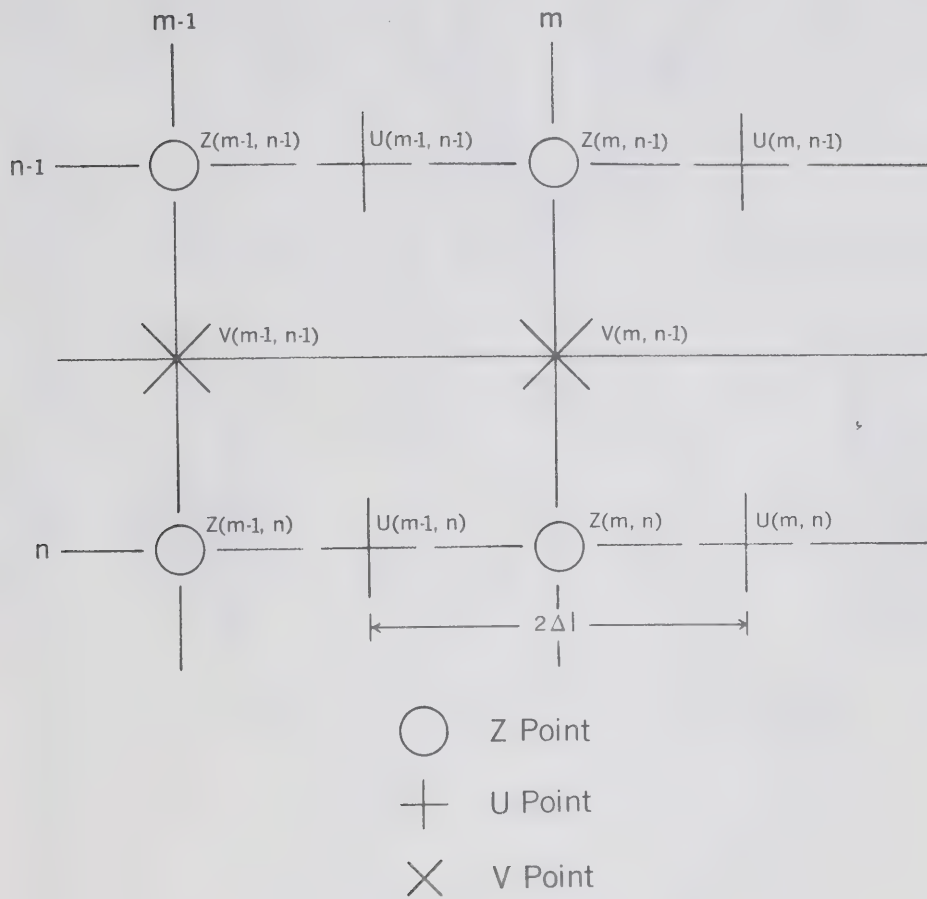 m-1 m
n-1 Z(m-1, n-1) U(m-1, n-1) Z(m, n-1) U(m, n-1)
V(m-1, n-1) V(m, n-1)
n Z(m-1, n) U(m-1, n) Z(m, n) U(m, n)
2Δl
Z Point
U Point
V Point